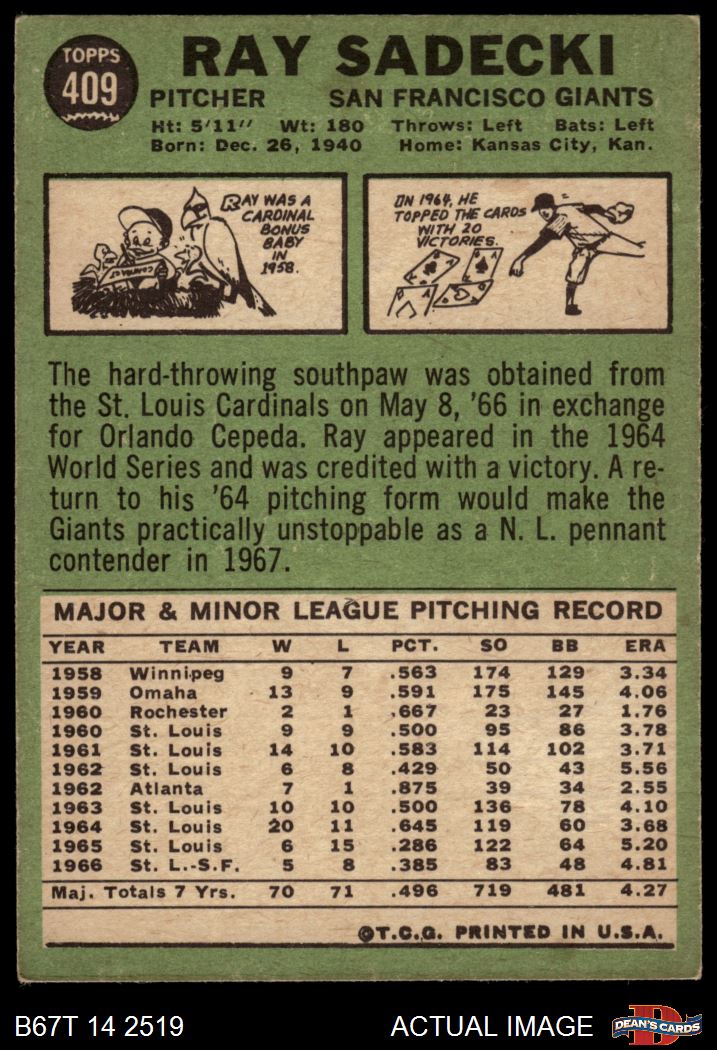 TOPPS
409
RAY SADECKI
PITCHER SAN FRANCISCO GIANTS
Ht: 5'11" Wt: 180 Throws: Left Bats: Left
Born: Dec. 26, 1940 Home: Kansas City, Kan.
RAY WAS A
CARDINAL
BONUS
BABY
IN
1958.
CONTRACT
IN 1964, HE
TOPPED THE CARDS
WITH 20
VICTORIES.
The hard-throwing southpaw was obtained from
the St. Louis Cardinals on May 8, '66 in exchange
for Orlando Cepeda. Ray appeared in the 1964
World Series and was credited with a victory. A re-
turn to his '64 pitching form would make the
Giants practically unstoppable as a N. L. pennant
contender in 1967.
MAJOR & MINOR LEAGUE PITCHING RECORD
YEAR TEAM W L PCT. SO BB ERA
1958 Winnipeg 9 7 .563 174 129 3.34
1959 Omaha 13 9 .591 175 145 4.06
1960 Rochester 2 1 .667 23 27 1.76
1960 St. Louis 9 9 .500 95 86 3.78
1961 St. Louis 14 10 .583 114 102 3.71
1962 St. Louis 6 8 .429 50 43 5.56
1962 Atlanta 7 1 .875 39 34 2.55
1963 St. Louis 10 10 .500 136 78 4.10
1964 St. Louis 20 11 .645 119 60 3.68
1965 St. Louis 6 15 .286 122 64 5.20
1966 St. L.-S.F. 5 8 .385 83 48 4.81
Maj. Totals 7 Yrs. 70 71 .496 719 481 4.27
©T.C.G. PRINTED IN U.S.A.
B67T 14 2519 ACTUAL IMAGE
D
DEAN'S CARDS